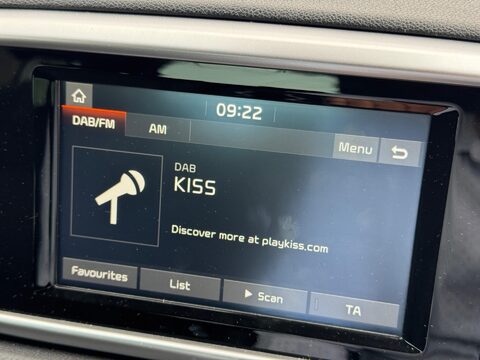 09:22
DAB/FM
AM
Menu
DAB
KISS
Discover more at playkiss.com
Favourites
List
Scan
TA